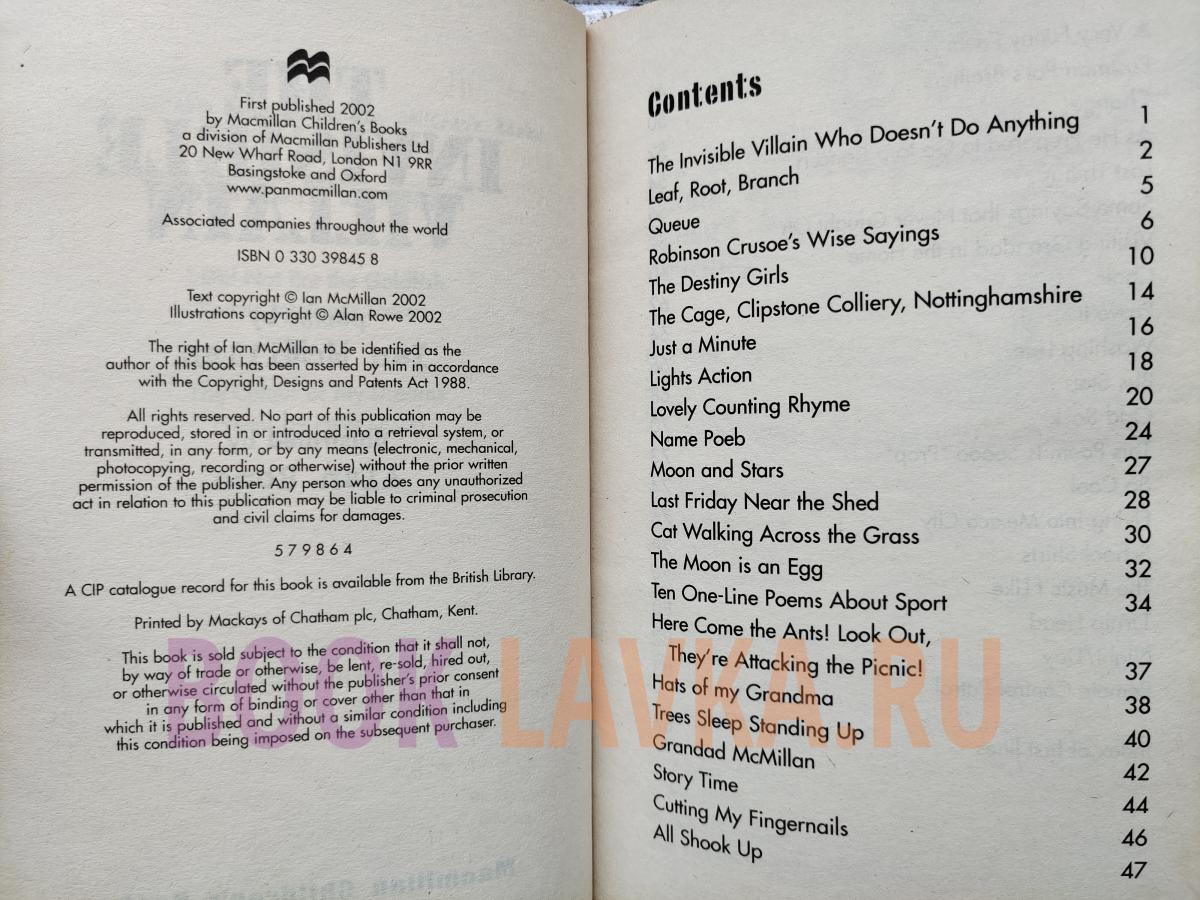 First published 2002
by Macmillan Children's Books
a division of Macmillan Publishers Ltd
20 New Wharf Road, London N1 9RR
Basingstoke and Oxford
www.panmacmillan.com
Associated companies throughout the world
ISBN 0 330 39845 8
Text copyright © Ian McMillan 2002
Illustrations copyright © Alan Rowe 2002
The right of Ian McMillan to be identified as the
author of this book has been asserted by him in accordance
with the Copyright, Designs and Patents Act 1988.
All rights reserved. No part of this publication may be
reproduced, stored in or introduced into a retrieval system, or
transmitted, in any form, or by any means (electronic, mechanical,
photocopying, recording or otherwise) without the prior written
permission of the publisher. Any person who does any unauthorized
act in relation to this publication may be liable to criminal prosecution
and civil claims for damages.
5 7 9 8 6 4
A CIP catalogue record for this book is available from the British Library.
Printed by Mackays of Chatham plc, Chatham, Kent.
This book is sold subject to the condition that it shall not,
by way of trade or otherwise, be lent, re-sold, hired out,
or otherwise circulated without the publisher's prior consent
in any form of binding or cover other than that in
which it is published and without a similar condition including
this condition being imposed on the subsequent purchaser.
Contents
The Invisible Villain Who Doesn't Do Anything 1
Leaf, Root, Branch 2
Queue 5
Robinson Crusoe's Wise Sayings 6
The Destiny Girls 10
The Cage, Clipstone Colliery, Nottinghamshire 14
Just a Minute 16
Lights Action 18
Lovely Counting Rhyme 20
Name Poeb 24
Moon and Stars 27
Last Friday Near the Shed 28
Cat Walking Across the Grass 30
The Moon is an Egg 32
Ten One-Line Poems About Sport 34
Here Come the Ants! Look Out,
They're Attacking the Picnic! 37
Hats of my Grandma 38
Trees Sleep Standing Up 40
Grandad McMillan 42
Story Time 44
Cutting My Fingernails 46
All Shook Up 47
BOOK LAVKA.RU